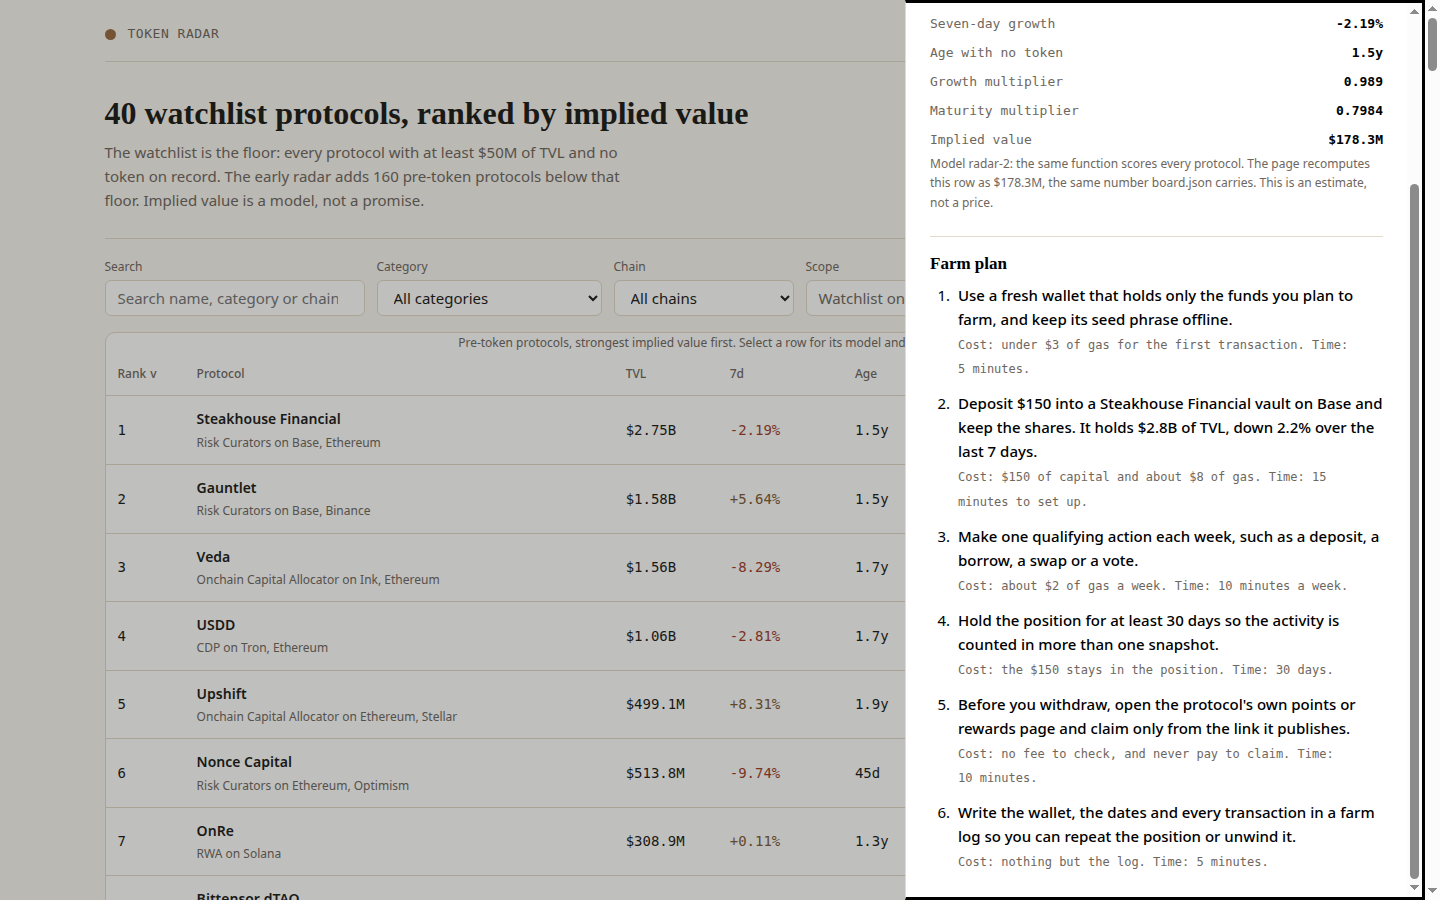 TOKEN RADAR
40 watchlist protocols, ranked by implied value
The watchlist is the floor: every protocol with at least $50M of TVL and no
token on record. The early radar adds 160 pre-token protocols below that
floor. Implied value is a model, not a promise.
Search
Category
Chain
Scope
Search name, category or chain
All categories
All chains
Watchlist on
Pre-token protocols, strongest implied value first. Select a row for its model and
Rank v
Protocol
TVL
7d
Age
1
Steakhouse Financial
Risk Curators on Base, Ethereum
$2.75B
-2.19%
1.5y
2
Gauntlet
Risk Curators on Base, Binance
$1.58B
+5.64%
1.5y
3
Veda
Onchain Capital Allocator on Ink, Ethereum
$1.56B
-8.29%
1.7y
4
USDD
CDP on Tron, Ethereum
$1.06B
-2.81%
1.7y
5
Upshift
Onchain Capital Allocator on Ethereum, Stellar
$499.1M
+8.31%
1.9y
6
Nonce Capital
Risk Curators on Ethereum, Optimism
$513.8M
-9.74%
45d
7
OnRe
RWA on Solana
$308.9M
+0.11%
1.3y
Bittensor dTAO
Seven-day growth
-2.19%
Age with no token
1.5y
Growth multiplier
0.989
Maturity multiplier
0.7984
Implied value
$178.3M
Model radar-2: the same function scores every protocol. The page recomputes
this row as $178.3M, the same number board.json carries. This is an estimate,
not a price.
Farm plan
1. Use a fresh wallet that holds only the funds you plan to
farm, and keep its seed phrase offline.
Cost: under $3 of gas for the first transaction. Time:
5 minutes.
2. Deposit $150 into a Steakhouse Financial vault on Base and
keep the shares. It holds $2.8B of TVL, down 2.2% over the
last 7 days.
Cost: $150 of capital and about $8 of gas. Time: 15
minutes to set up.
3. Make one qualifying action each week, such as a deposit, a
borrow, a swap or a vote.
Cost: about $2 of gas a week. Time: 10 minutes a week.
4. Hold the position for at least 30 days so the activity is
counted in more than one snapshot.
Cost: the $150 stays in the position. Time: 30 days.
5. Before you withdraw, open the protocol's own points or
rewards page and claim only from the link it publishes.
Cost: no fee to check, and never pay to claim. Time:
10 minutes.
6. Write the wallet, the dates and every transaction in a farm
log so you can repeat the position or unwind it.
Cost: nothing but the log. Time: 5 minutes.